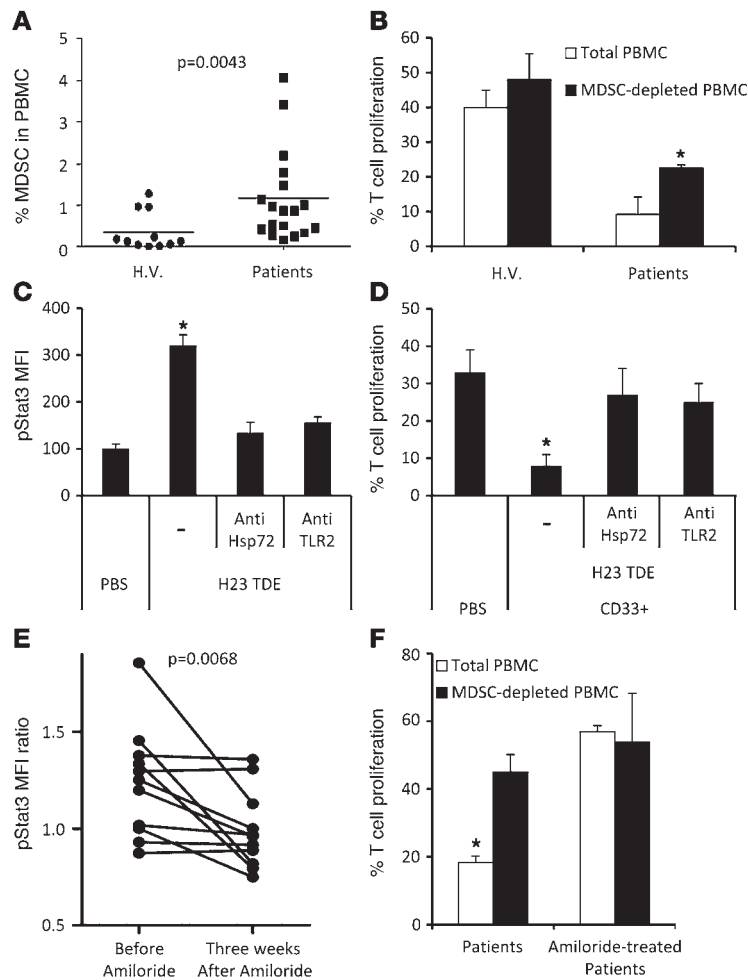 A
5
4
3
2
1
0
% MDSC in PBMC
p=0.0043
H.V.
Patients
B
60
50
40
30
20
10
0
% T cell proliferation
Total PBMC
MDSC-depleted PBMC
*
H.V.
Patients
C
400
300
200
100
0
pStat3 MFI
*
–
Anti
Hsp72
Anti
TLR2
PBS
H23 TDE
D
50
40
30
20
10
0
% T cell proliferation
*
–
Anti
Hsp72
Anti
TLR2
H23 TDE
PBS
CD33+
E
1.5
1.0
0.5
pStat3 MFI ratio
p=0.0068
Before
Amiloride
Three weeks
After Amiloride
F
80
60
40
20
0
% T cell proliferation
Total PBMC
MDSC-depleted PBMC
*
Patients
Amiloride-treated
Patients